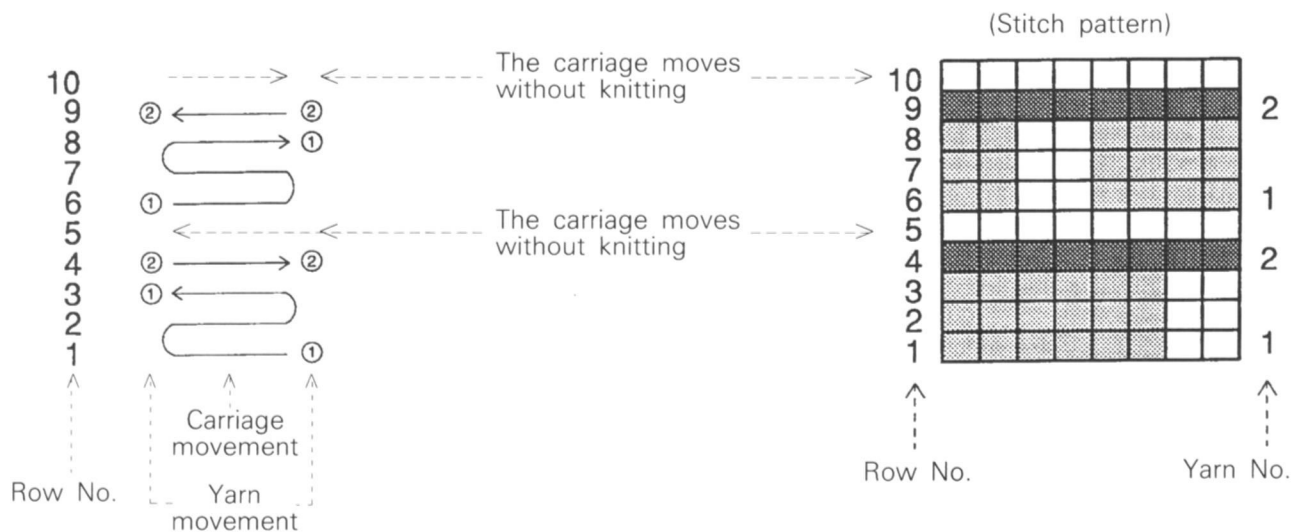 (Stitch pattern)
10
The carriage moves
without knitting
10
9 ② ②
9 2
8 ①
8
7
7
6 ①
6 1
5
The carriage moves
without knitting
5
4 ② ②
4 2
3 ①
3
2
2
1 ①
1 1
Carriage
movement
Row No.
Yarn
movement
Row No.
Yarn No.